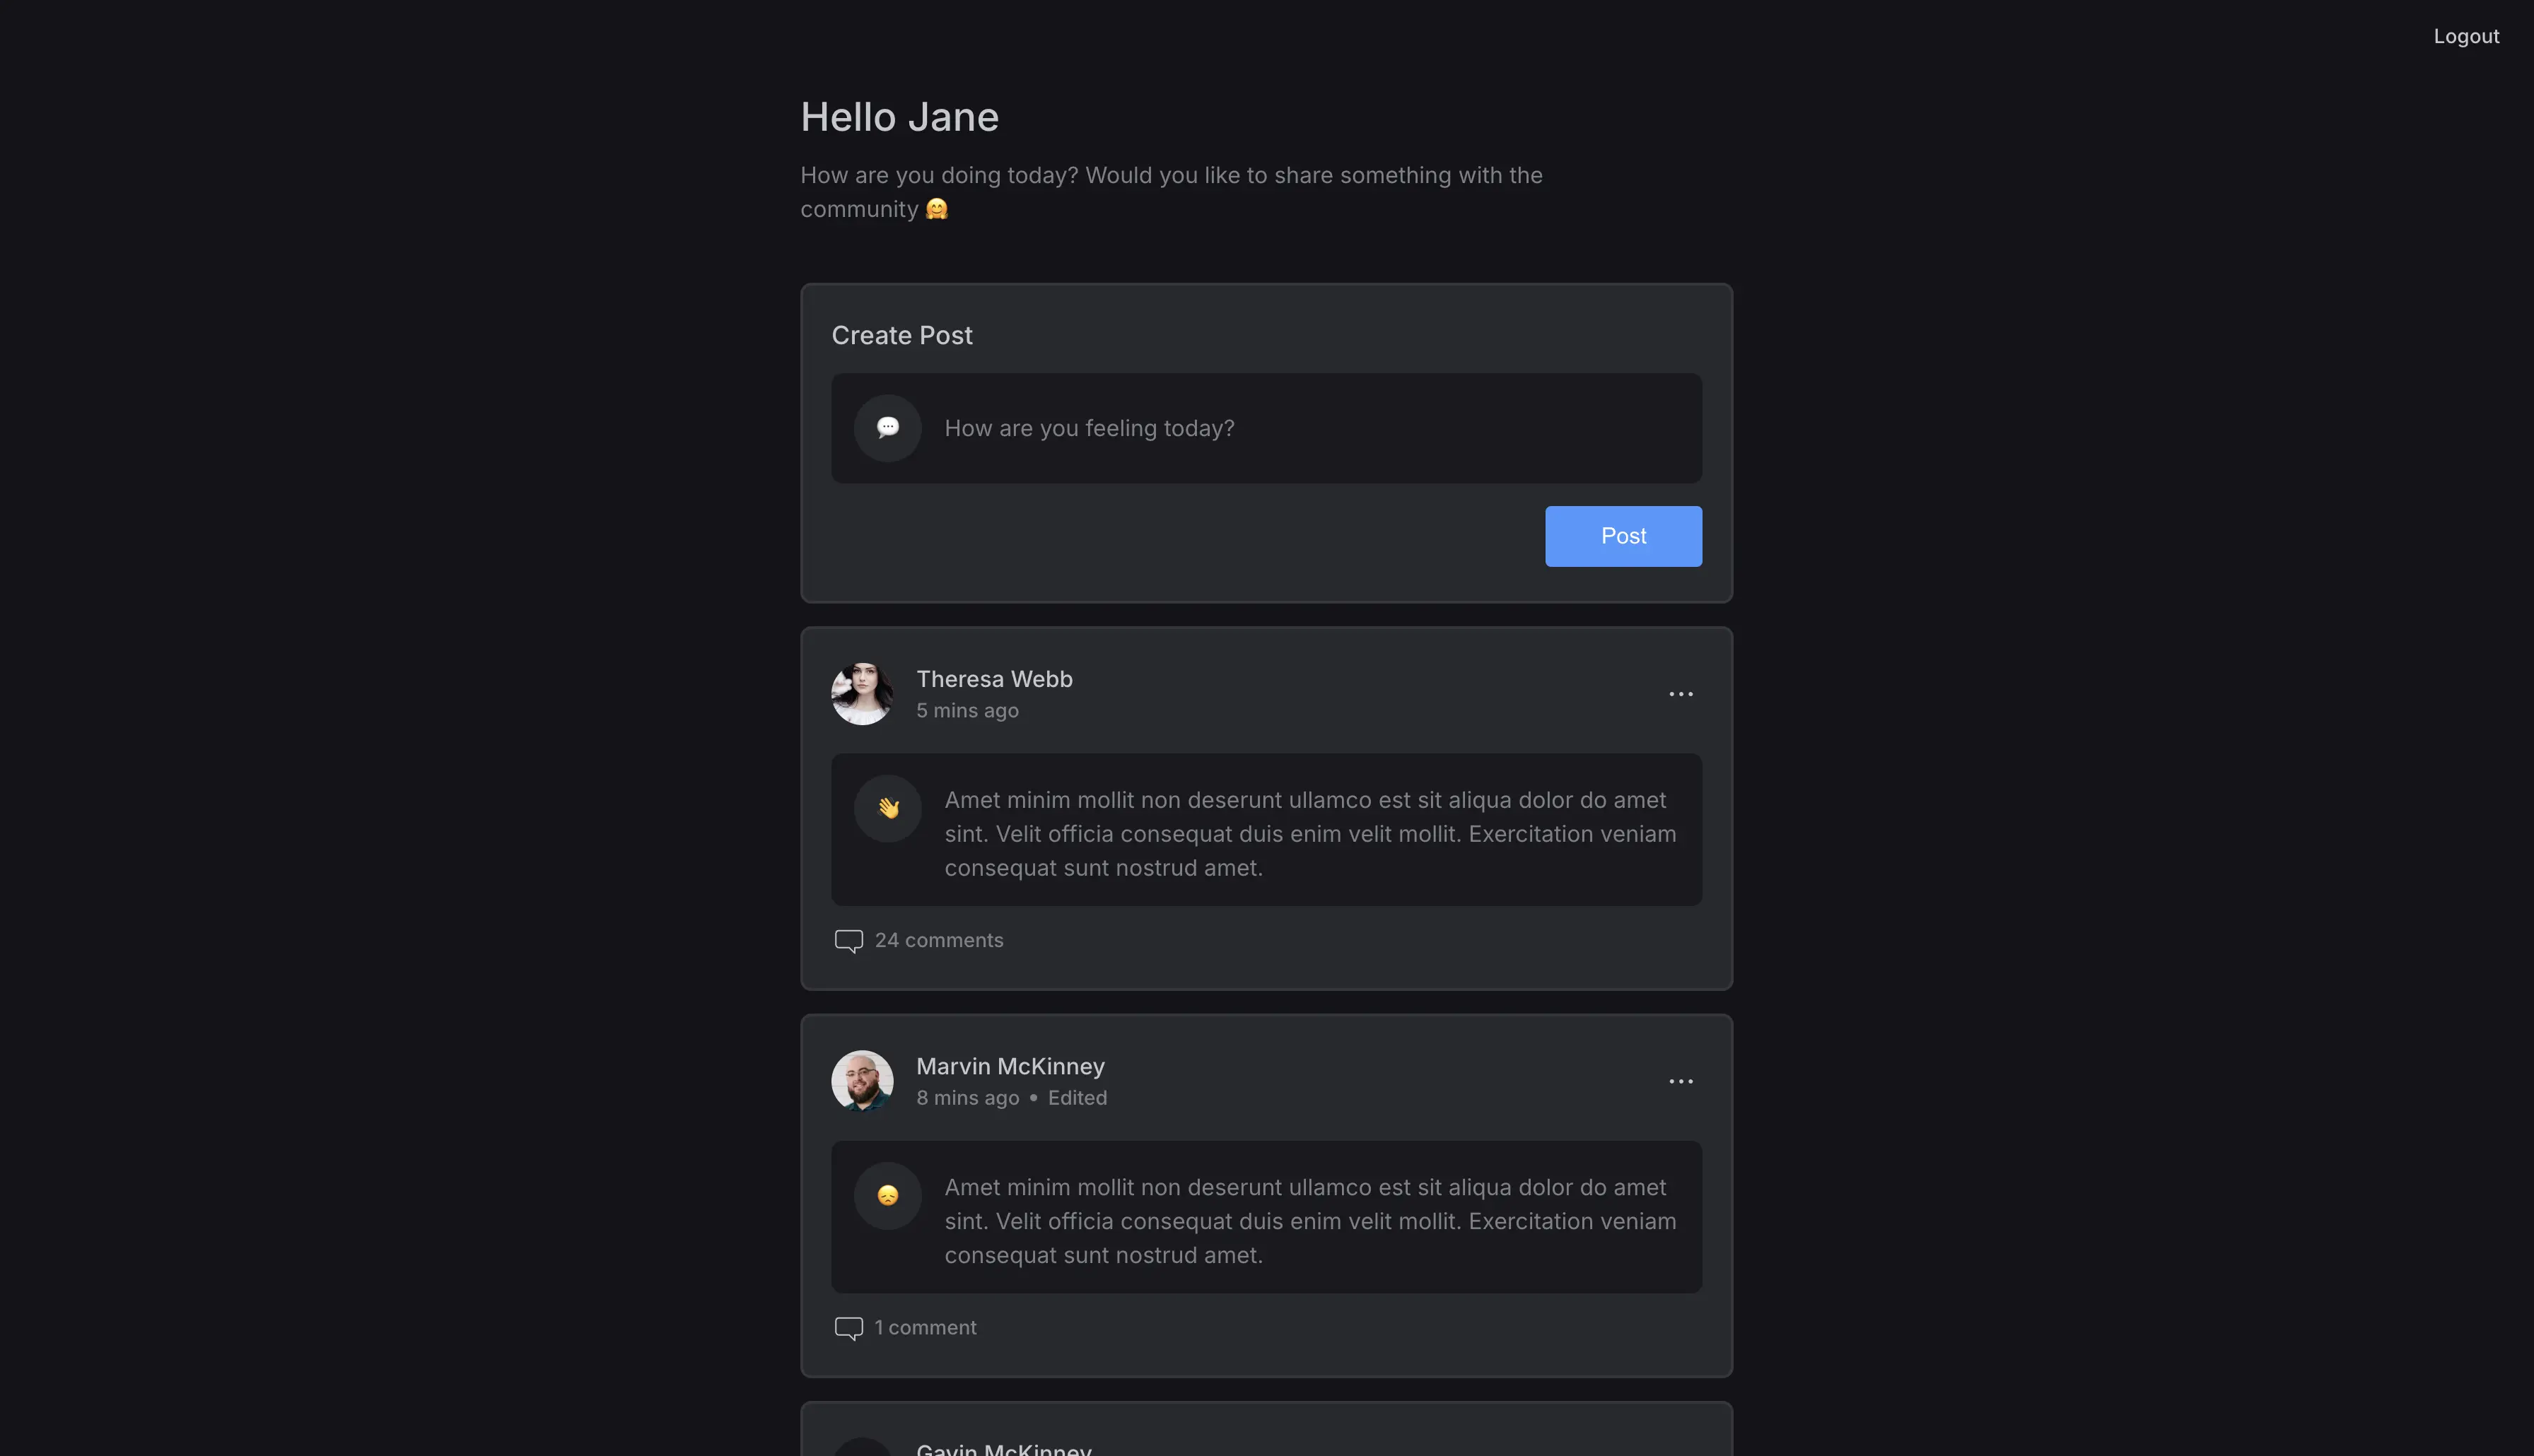 Logout
Hello Jane
How are you doing today? Would you like to share something with the
community 🤗
Create Post
How are you feeling today?
Post
Theresa Webb
5 mins ago
Amet minim mollit non deserunt ullamco est sit aliqua dolor do amet
sint. Velit officia consequat duis enim velit mollit. Exercitation veniam
consequat sunt nostrud amet.
24 comments
Marvin McKinney
8 mins ago • Edited
Amet minim mollit non deserunt ullamco est sit aliqua dolor do amet
sint. Velit officia consequat duis enim velit mollit. Exercitation veniam
consequat sunt nostrud amet.
1 comment
Gavin McKinney